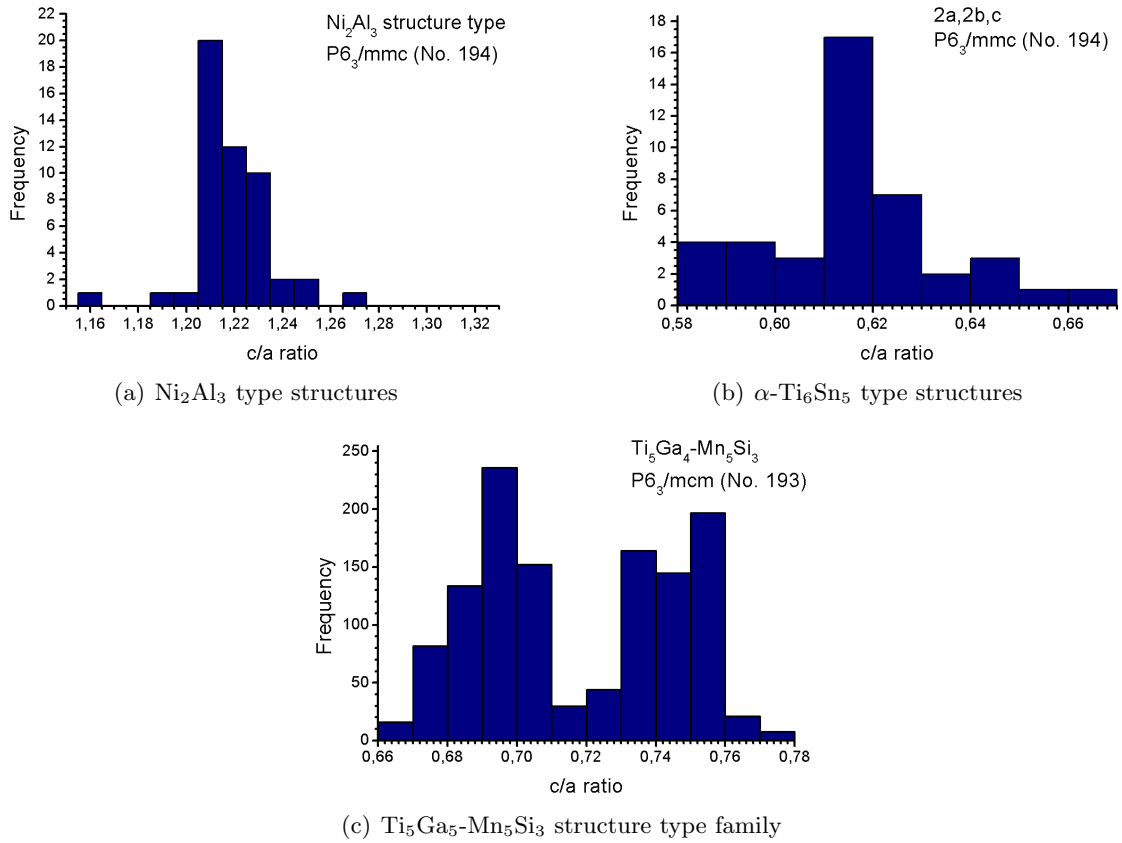 Ni2Al3 structure type
P63/mmc (No. 194)
22
20
18
16
14
12
10
8
6
4
2
0
Frequency
1,16 1,18 1,20 1,22 1,24 1,26 1,28 1,30 1,32
c/a ratio
(a) Ni2Al3 type structures
2a,2b,c
P63/mmc (No. 194)
18
16
14
12
10
8
6
4
2
0
Frequency
0,58 0,60 0,62 0,64 0,66
c/a ratio
(b) α-Ti6Sn5 type structures
Ti5Ga4-Mn5Si3
P63/mcm (No. 193)
250
200
150
100
50
0
Frequency
0,66 0,68 0,70 0,72 0,74 0,76 0,78
c/a ratio
(c) Ti5Ga5-Mn5Si3 structure type family